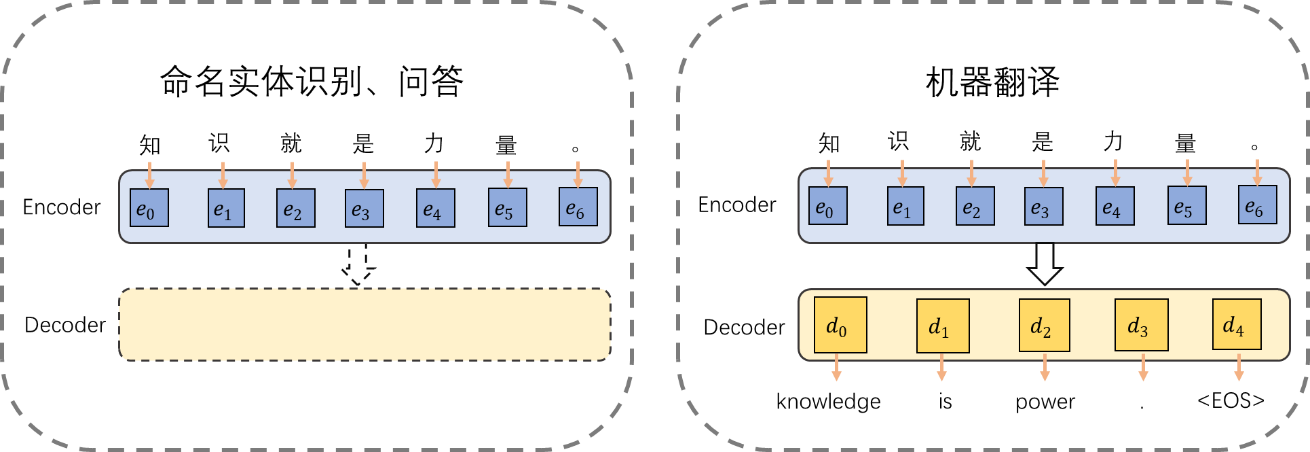 命名实体识别、问答
知 识 就 是 力 量 。
Encoder e0 e1 e2 e3 e4 e5 e6
Decoder
机器翻译
知 识 就 是 力 量 。
Encoder e0 e1 e2 e3 e4 e5 e6
Decoder d0 d1 d2 d3 d4
knowledge is power . <EOS>